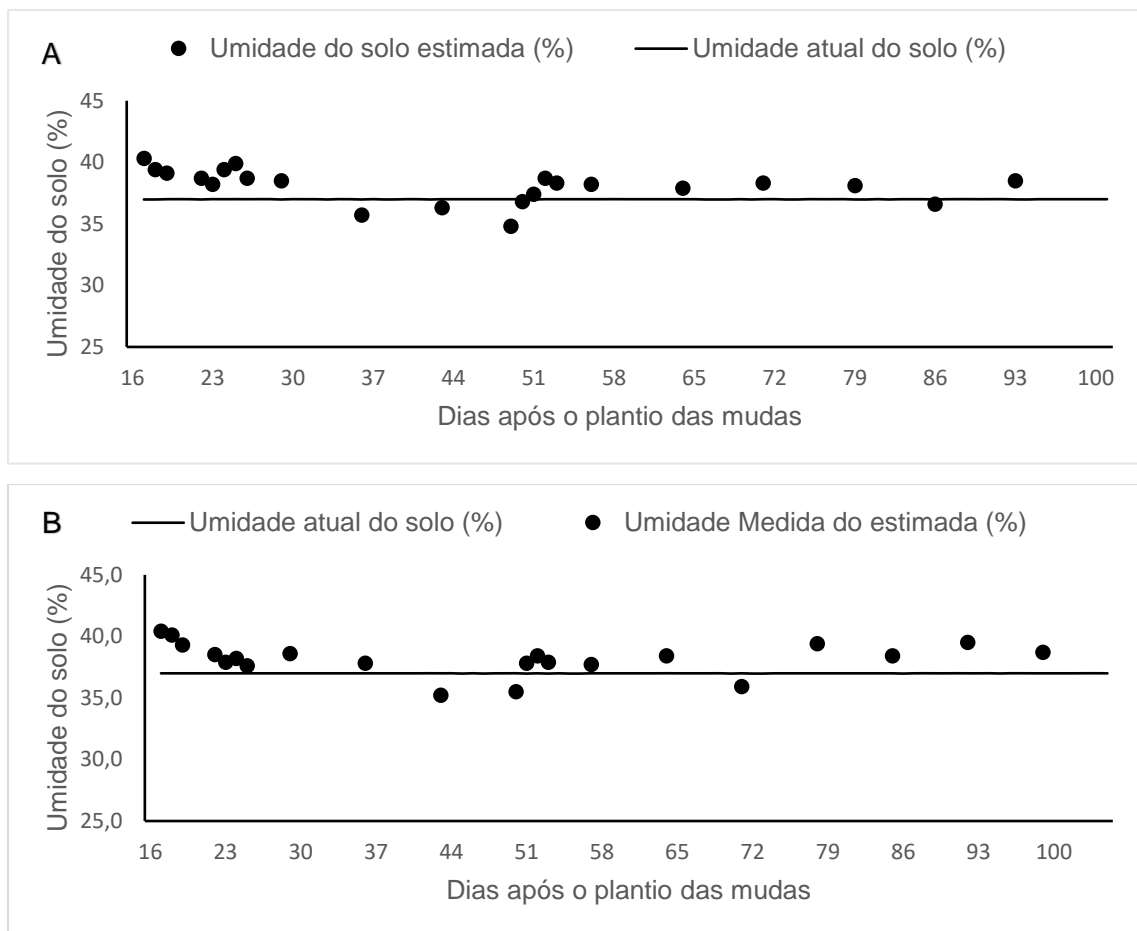 A
Umidade do solo estimada (%) Umidade atual do solo (%)
45
40
35
30
25
Umidade do solo (%)
16 23 30 37 44 51 58 65 72 79 86 93 100
Dias após o plantio das mudas
B
Umidade atual do solo (%) Umidade Medida do estimada (%)
45,0
40,0
35,0
30,0
25,0
Umidade do solo (%)
16 23 30 37 44 51 58 65 72 79 86 93 100
Dias após o plantio das mudas